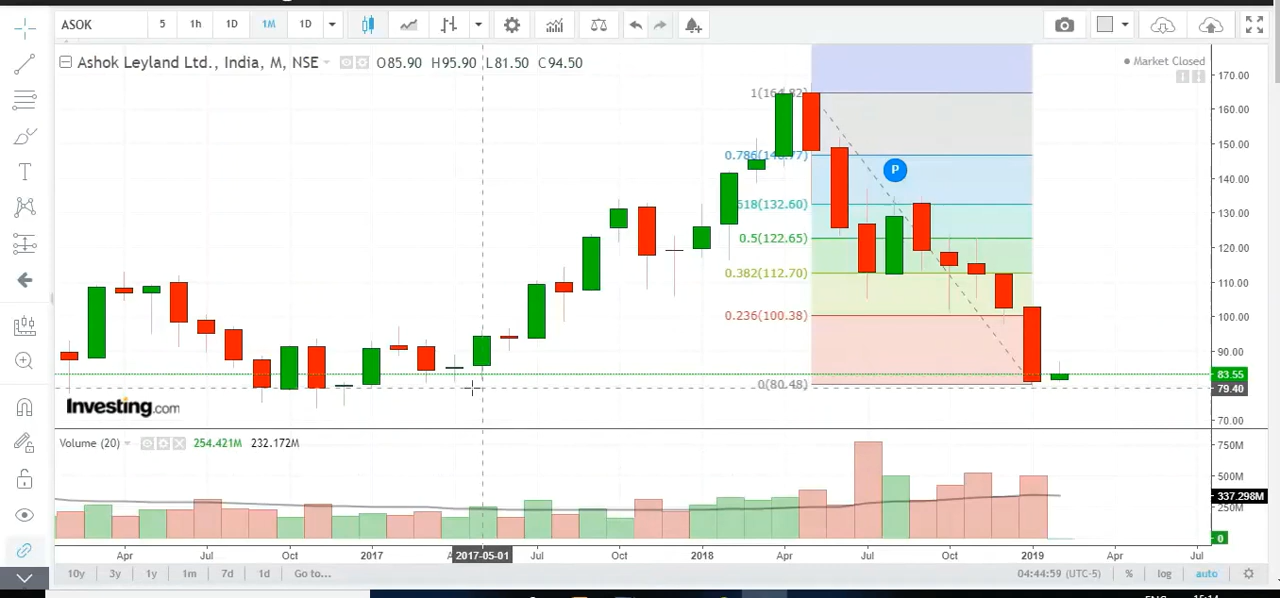 ASOK 5 1h 1D 1M 1D
Ashok Leyland Ltd., India, M, NSE O85.90 H95.90 L81.50 C94.50
Market Closed
170.00
160.00
150.00
140.00
130.00
120.00
110.00
100.00
90.00
83.55
79.40
70.00
1(164.82)
0.786(146.77)
P
0.618(132.60)
0.5(122.65)
0.382(112.70)
0.236(100.38)
0(80.48)
Investing.com
Volume (20) 254.421M 232.172M
750M
500M
337.298M
250M
0
Apr Jul Oct 2017 2017-05-01 Jul Oct 2018 Apr Jul Oct 2019 Apr Jul
10y 3y 1y 1m 7d 1d Go to... 04:44:59 (UTC-5) % log auto